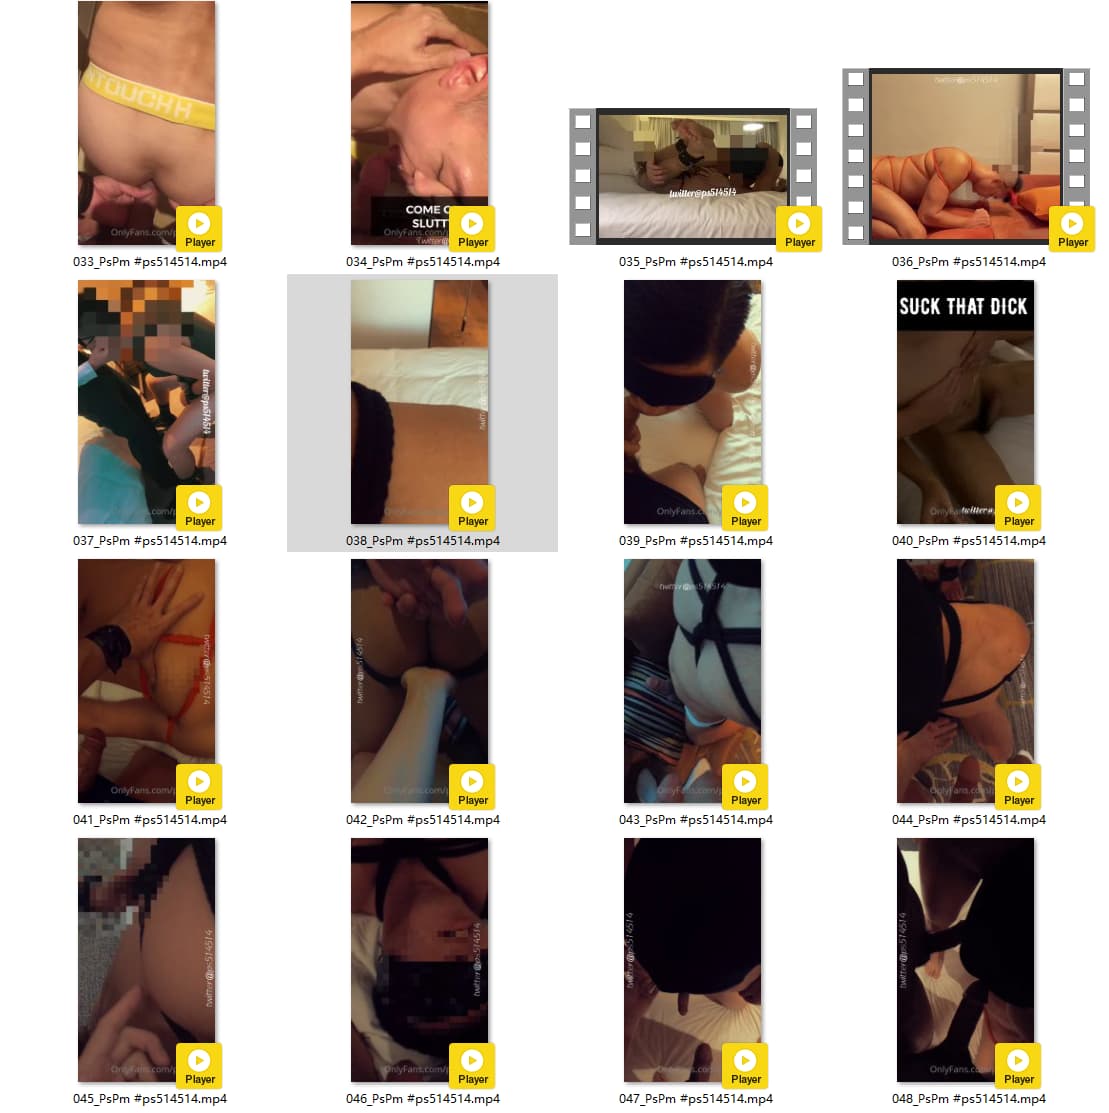 NTOUCHH
OnlyFans.com/p
Player
COME
SLUTT
Player
twitter@ps514514
Player
twitter@ps514514
Player
033_PsPm #ps514514.mp4
034_PsPm #ps514514.mp4
035_PsPm #ps514514.mp4
036_PsPm #ps514514.mp4
twitter@ps514514
OnlyFans.com/p
Player
OnlyFans.com
Player
OnlyFans.com
Player
SUCK THAT DICK
OnlyFans
Player
037_PsPm #ps514514.mp4
038_PsPm #ps514514.mp4
039_PsPm #ps514514.mp4
040_PsPm #ps514514.mp4
twitter@ps514514
OnlyFans.com/p
Player
twitter@ps514514
OnlyFans.com/p
Player
twitter@ps514514
OnlyFans.com
Player
OnlyFans.com/p
Player
041_PsPm #ps514514.mp4
042_PsPm #ps514514.mp4
043_PsPm #ps514514.mp4
044_PsPm #ps514514.mp4
twitter@ps514514
OnlyFans.com/p
Player
twitter@ps514514
OnlyFans.com/p
Player
twitter@ps514514
OnlyFans.com
Player
twitter@ps514514
OnlyFans.com/p
Player
045_PsPm #ps514514.mp4
046_PsPm #ps514514.mp4
047_PsPm #ps514514.mp4
048_PsPm #ps514514.mp4